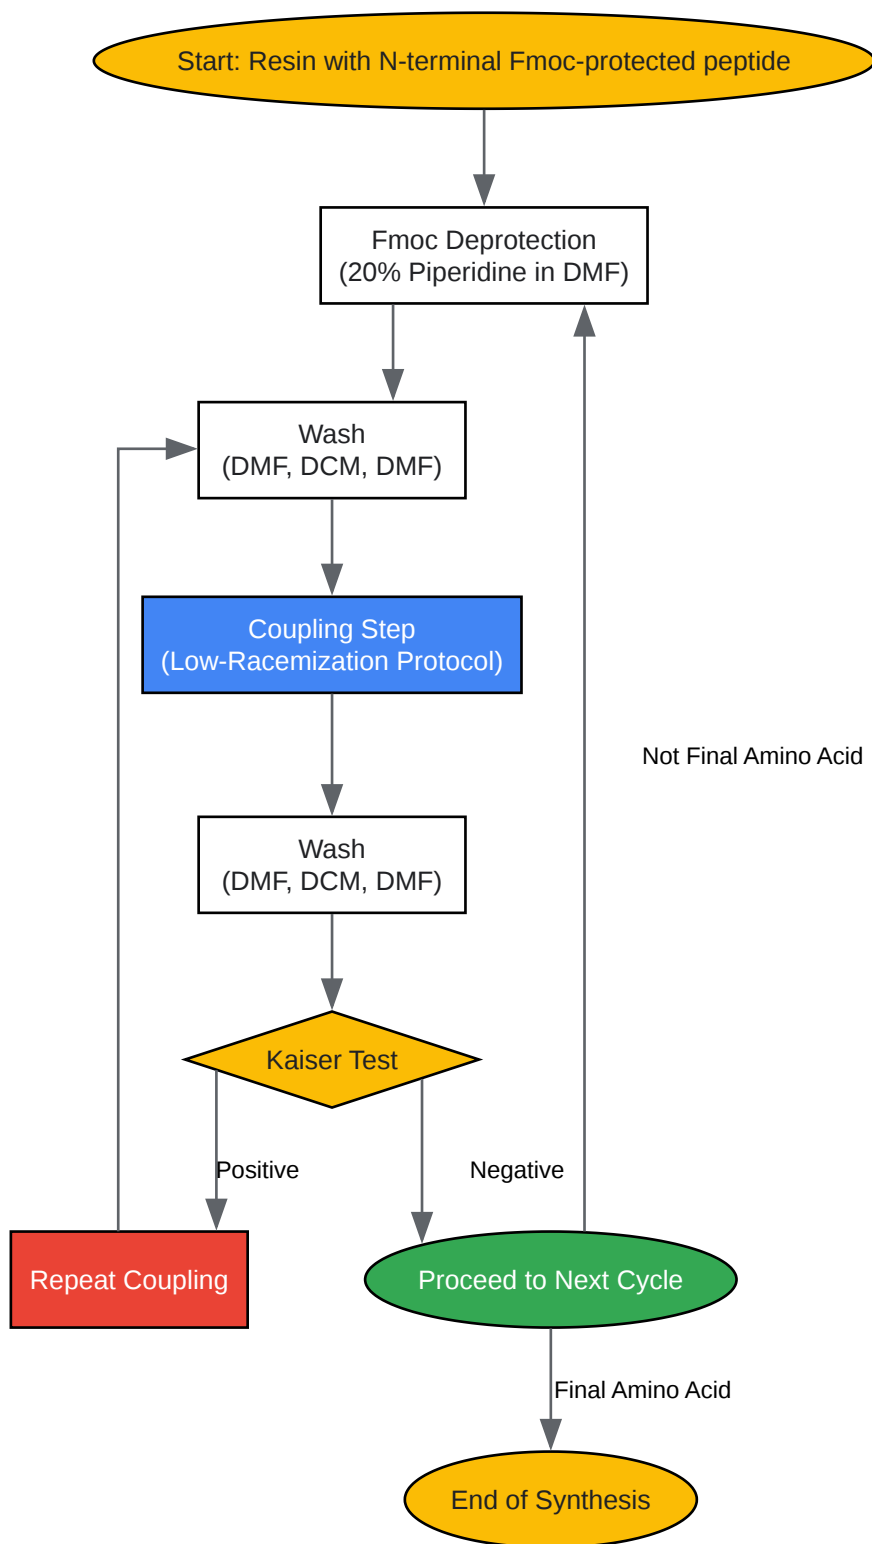 Start: Resin with N-terminal Fmoc-protected peptide
Fmoc Deprotection
(20% Piperidine in DMF)
Wash
(DMF, DCM, DMF)
Coupling Step
(Low-Racemization Protocol)
Not Final Amino Acid
Wash
(DMF, DCM, DMF)
Kaiser Test
Positive
Negative
Repeat Coupling
Proceed to Next Cycle
Final Amino Acid
End of Synthesis